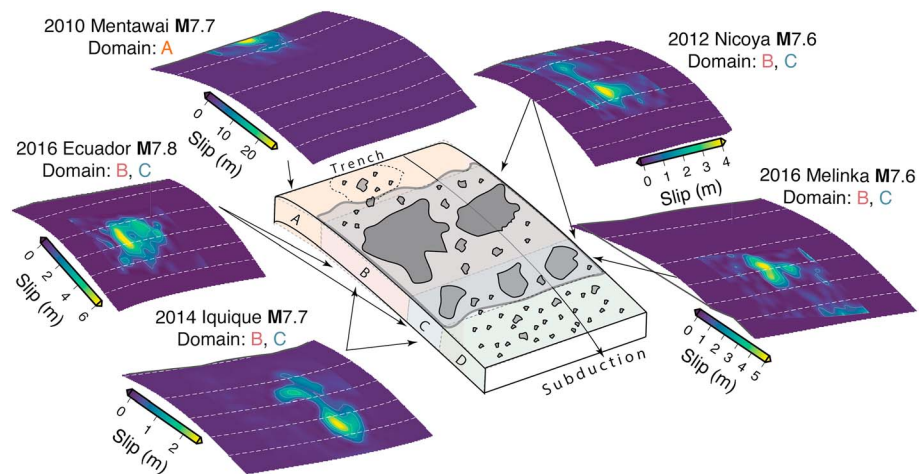 2010 Mentawai M7.7
Domain: A
0 10 20
Slip (m)
2012 Nicoya M7.6
Domain: B, C
0 1 2 3 4
Slip (m)
2016 Ecuador M7.8
Domain: B, C
0 2 4 6
Slip (m)
Trench
A
B
C
D
Subduction
2016 Melinka M7.6
Domain: B, C
0 1 2 3 4 5
Slip (m)
2014 Iquique M7.7
Domain: B, C
0 1 2
Slip (m)